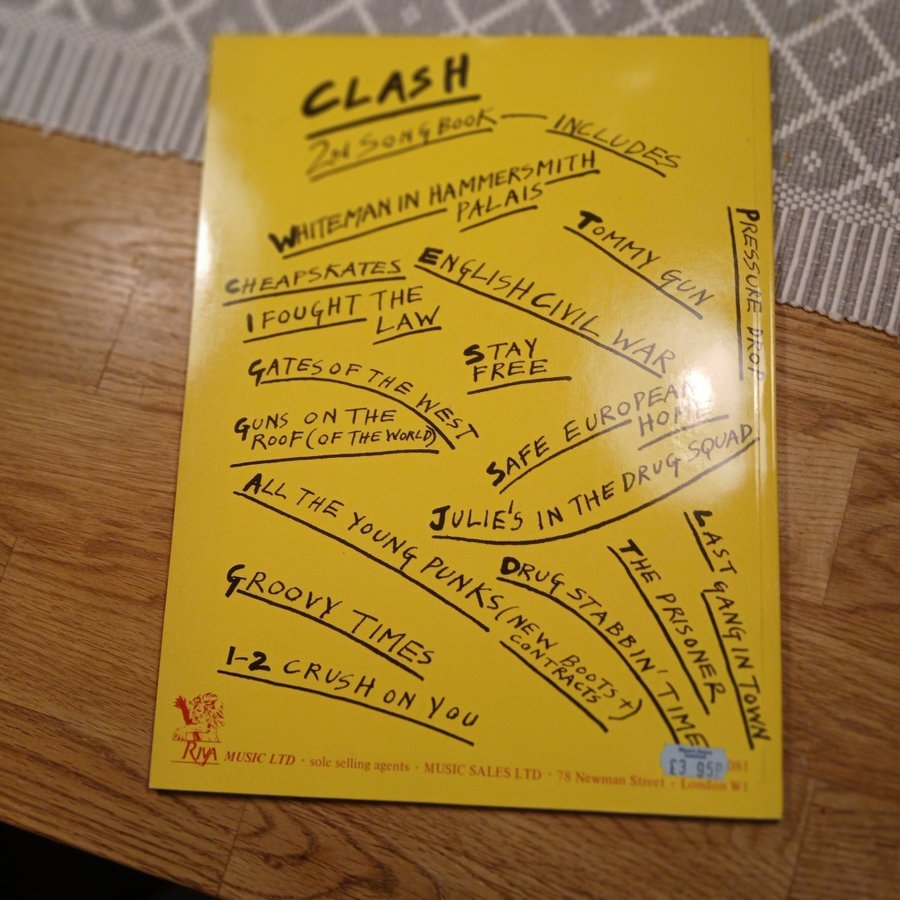 CLASH
2ND SONGBOOK — INCLUDES
WHITEMAN IN HAMMERSMITH
PALAIS
TOMMY GUN
PRESSURE DROP
CHEAPSKATES
ENGLISH CIVIL WAR
I FOUGHT THE
LAW
STAY
FREE
GATES OF THE WEST
SAFE EUROPEAN
HOME
GUNS ON THE
ROOF (OF THE WORLD)
JULIE'S IN THE DRUG SQUAD
ALL THE YOUNG PUNKS (NEW BOOTS +
CONTRACTS)
LAST GANG IN TOWN
THE PRISONER
DRUG STABBIN' TIME
GROOVY TIMES
1-2 CRUSH ON YOU
£3 95P
RIVA MUSIC LTD · sole selling agents · MUSIC SALES LTD · 78 Newman Street · London W1